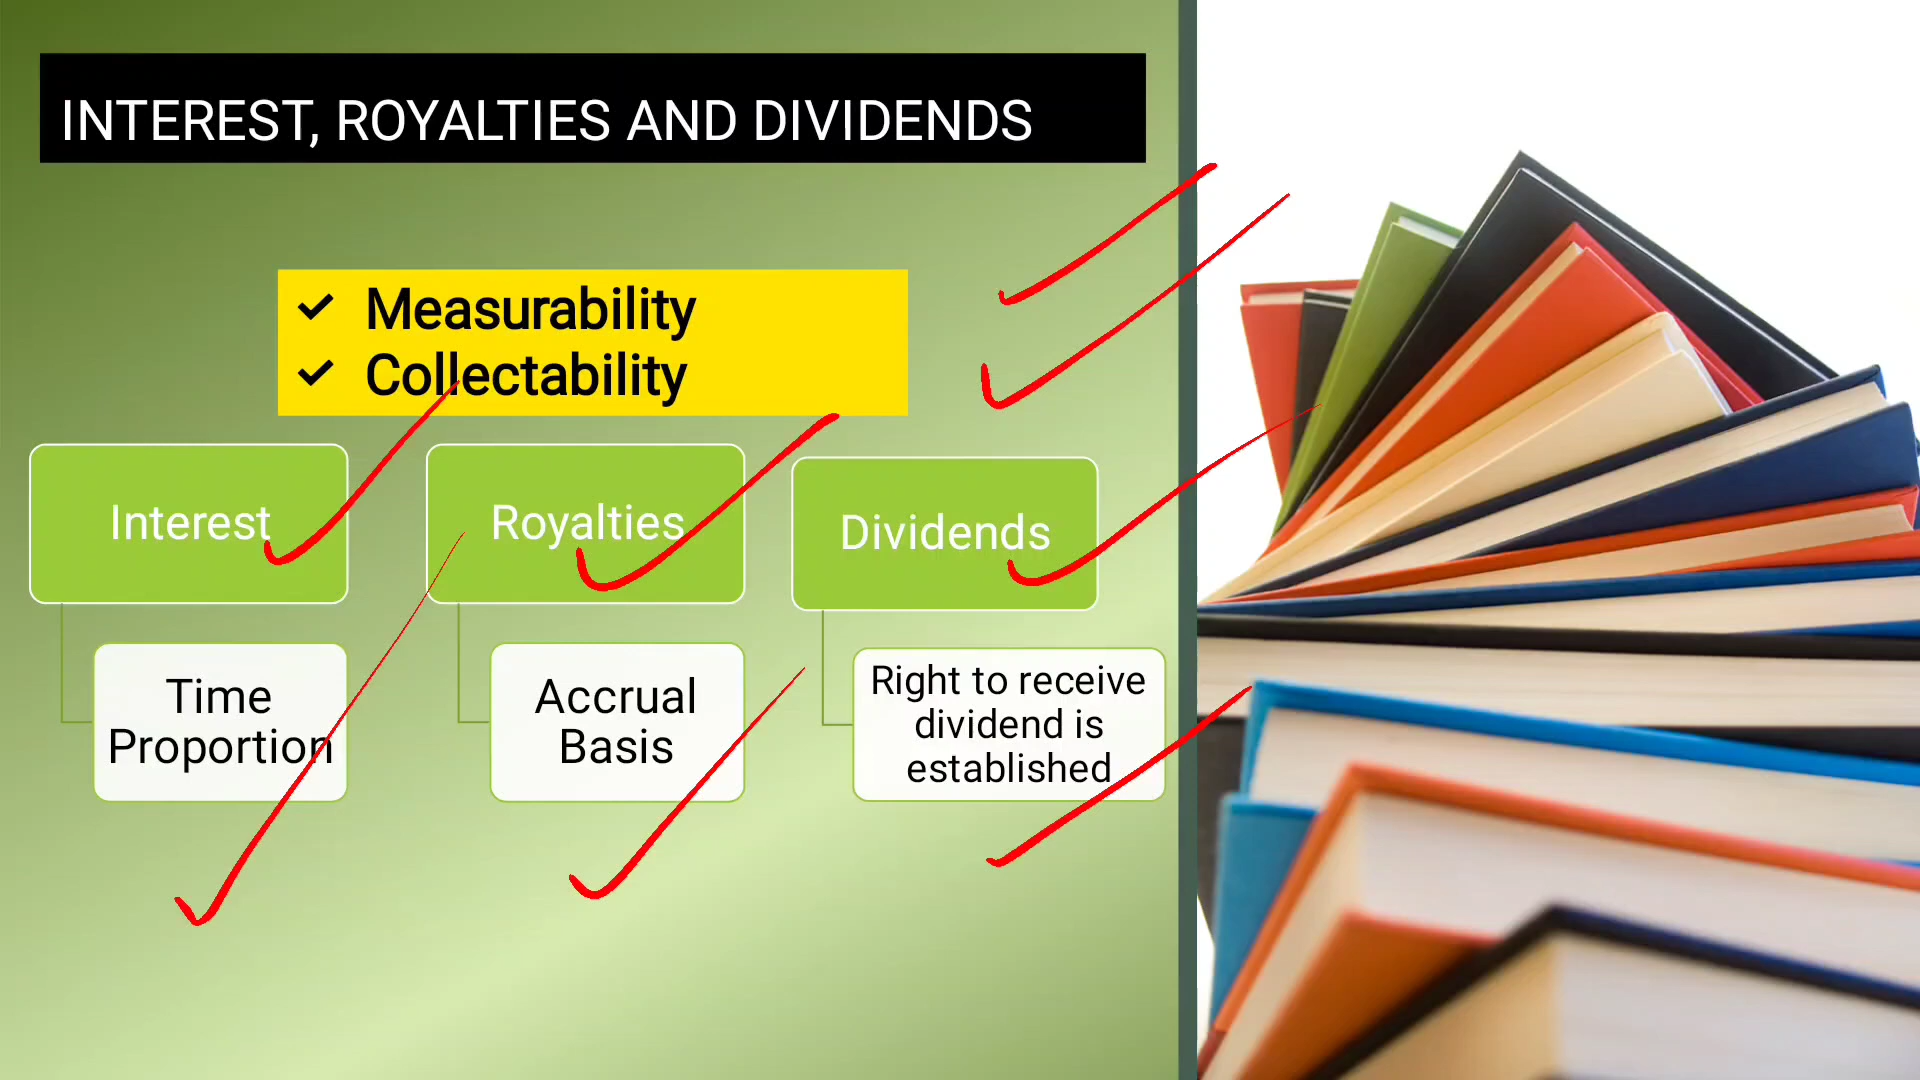 INTEREST, ROYALTIES AND DIVIDENDS
Measurability
Collectability
Interest
Royalties
Dividends
Time
Proportion
Accrual
Basis
Right to receive
dividend is
established